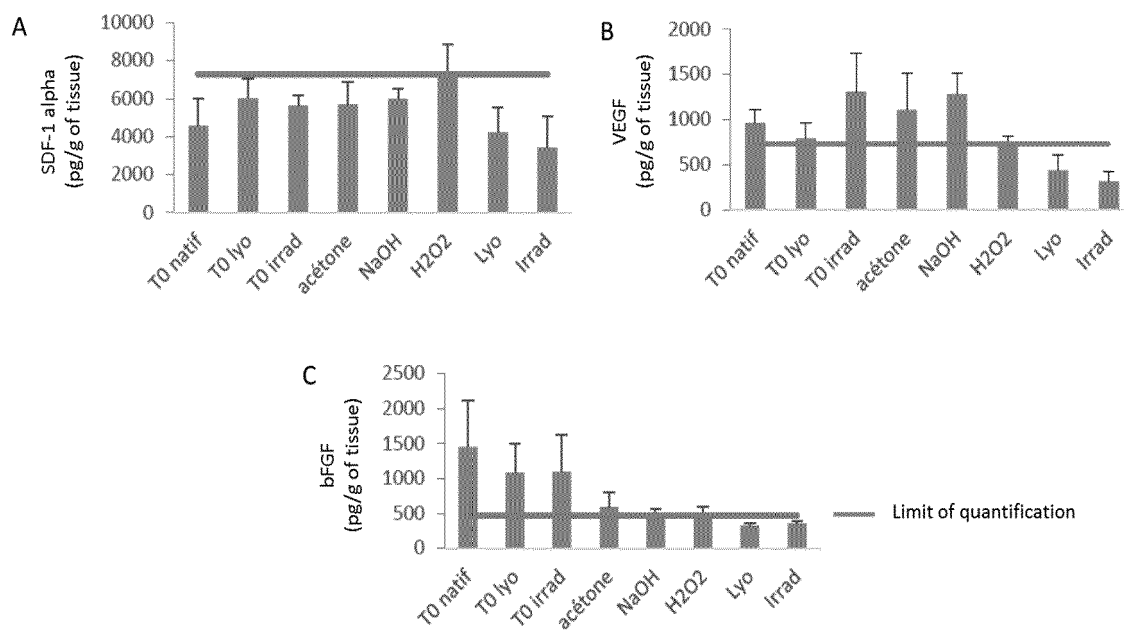 A
SDF-1 alpha
(pg/g of tissue)
10000
8000
6000
4000
2000
0
T0 natif
T0 lyo
T0 irrad
acétone
NaOH
H2O2
Lyo
Irrad
B
VEGF
(pg/g of tissue)
2000
1500
1000
500
0
T0 natif
T0 lyo
T0 irrad
acétone
NaOH
H2O2
Lyo
Irrad
C
bFGF
(pg/g of tissue)
2500
2000
1500
1000
500
0
T0 natif
T0 lyo
T0 irrad
acétone
NaOH
H2O2
Lyo
Irrad
Limit of quantification